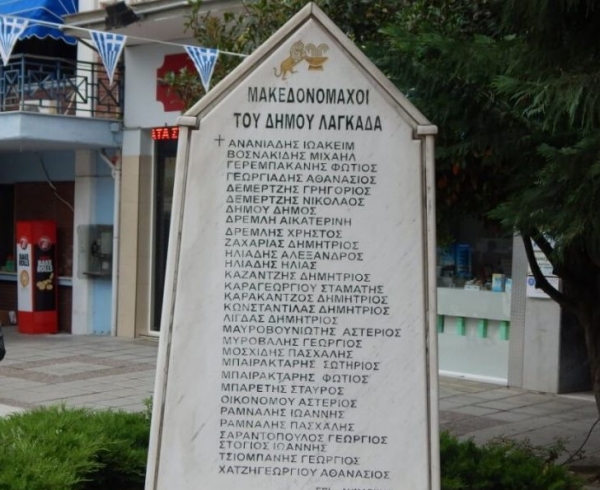 ΜΑΚΕΔΟΝΟΜΑΧΟΙ
ΤΟΥ ΔΗΜΟΥ ΛΑΓΚΑΔΑ
ΑΝΑΝΙΑΔΗΣ ΙΩΑΚΕΙΜ
ΒΟΣΝΑΚΙΔΗΣ ΜΙΧΑΗΛ
ΓΕΡΕΜΠΑΚΑΝΗΣ ΦΩΤΙΟΣ
ΓΕΩΡΓΙΑΔΗΣ ΑΘΑΝΑΣΙΟΣ
ΔΕΜΕΡΤΖΗΣ ΓΡΗΓΟΡΙΟΣ
ΔΕΜΕΡΤΖΗΣ ΝΙΚΟΛΑΟΣ
ΔΗΜΟΥ ΔΗΜΟΣ
ΔΡΕΜΛΗ ΑΙΚΑΤΕΡΙΝΗ
ΔΡΕΜΛΗΣ ΧΡΗΣΤΟΣ
ΖΑΧΑΡΙΑΣ ΔΗΜΗΤΡΙΟΣ
ΗΛΙΑΔΗΣ ΑΛΕΞΑΝΔΡΟΣ
ΗΛΙΑΔΗΣ ΗΛΙΑΣ
ΚΑΖΑΝΤΖΗΣ ΔΗΜΗΤΡΙΟΣ
ΚΑΡΑΓΕΩΡΓΙΟΥ ΣΤΑΜΑΤΗΣ
ΚΑΡΑΚΑΝΤΖΟΣ ΔΗΜΗΤΡΙΟΣ
ΚΩΝΣΤΑΝΤΙΛΑΣ ΔΗΜΗΤΡΙΟΣ
ΛΙΓΔΑΣ ΔΗΜΗΤΡΙΟΣ
ΜΑΥΡΟΒΟΥΝΙΩΤΗΣ ΑΣΤΕΡΙΟΣ
ΜΥΡΟΒΑΛΗΣ ΓΕΩΡΓΙΟΣ
ΜΟΣΧΙΔΗΣ ΠΑΣΧΑΛΗΣ
ΜΠΑΙΡΑΚΤΑΡΗΣ ΣΩΤΗΡΙΟΣ
ΜΠΑΙΡΑΚΤΑΡΗΣ ΦΩΤΙΟΣ
ΜΠΑΡΕΤΗΣ ΣΤΑΥΡΟΣ
ΟΙΚΟΝΟΜΟΥ ΑΣΤΕΡΙΟΣ
ΡΑΜΝΑΛΗΣ ΙΩΑΝΝΗΣ
ΡΑΜΝΑΛΗΣ ΠΑΣΧΑΛΗΣ
ΣΑΡΑΝΤΟΠΟΥΛΟΣ ΓΕΩΡΓΙΟΣ
ΣΤΟΓΙΟΣ ΙΩΑΝΝΗΣ
ΤΣΙΟΜΠΑΝΗΣ ΓΕΩΡΓΙΟΣ
ΧΑΤΖΗΓΕΩΡΓΙΟΥ ΑΘΑΝΑΣΙΟΣ